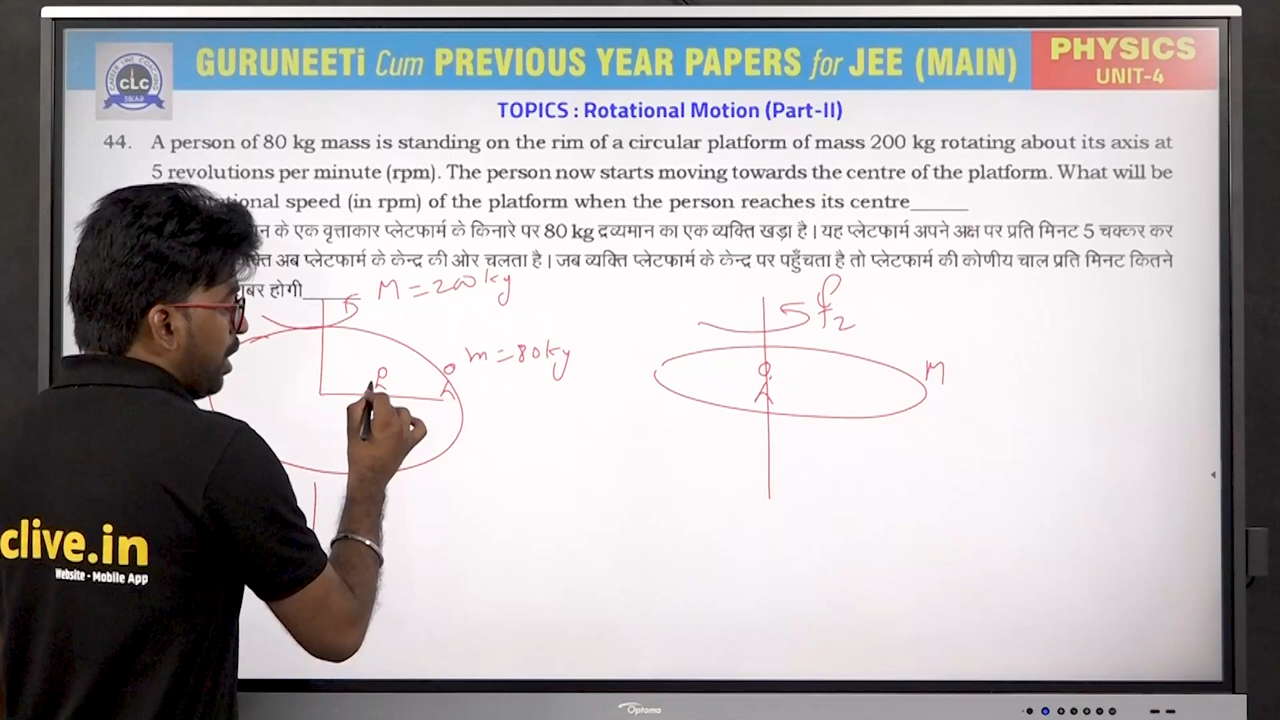 GURUNEETi Cum PREVIOUS YEAR PAPERS for JEE (MAIN)
PHYSICS
UNIT-4
CLC
SIKAR
TOPICS : Rotational Motion (Part-II)
44. A person of 80 kg mass is standing on the rim of a circular platform of mass 200 kg rotating about its axis at
5 revolutions per minute (rpm). The person now starts moving towards the centre of the platform. What will be
ional speed (in rpm) of the platform when the person reaches its centre_____
न के एक वृत्ताकार प्लेटफार्म के किनारे पर 80 kg द्रव्यमान का एक व्यक्ति खड़ा है। यह प्लेटफार्म अपने अक्ष पर प्रति मिनट 5 चक्कर कर
अब प्लेटफार्म के केन्द्र की ओर चलता है। जब व्यक्ति प्लेटफार्म के केन्द्र पर पहुँचता है तो प्लेटफार्म की कोणीय चाल प्रति मिनट कितने
बर होगी_____
M = 200 kg
m = 80 kg
f2
M
clive.in
Website - Mobile App
Optoma